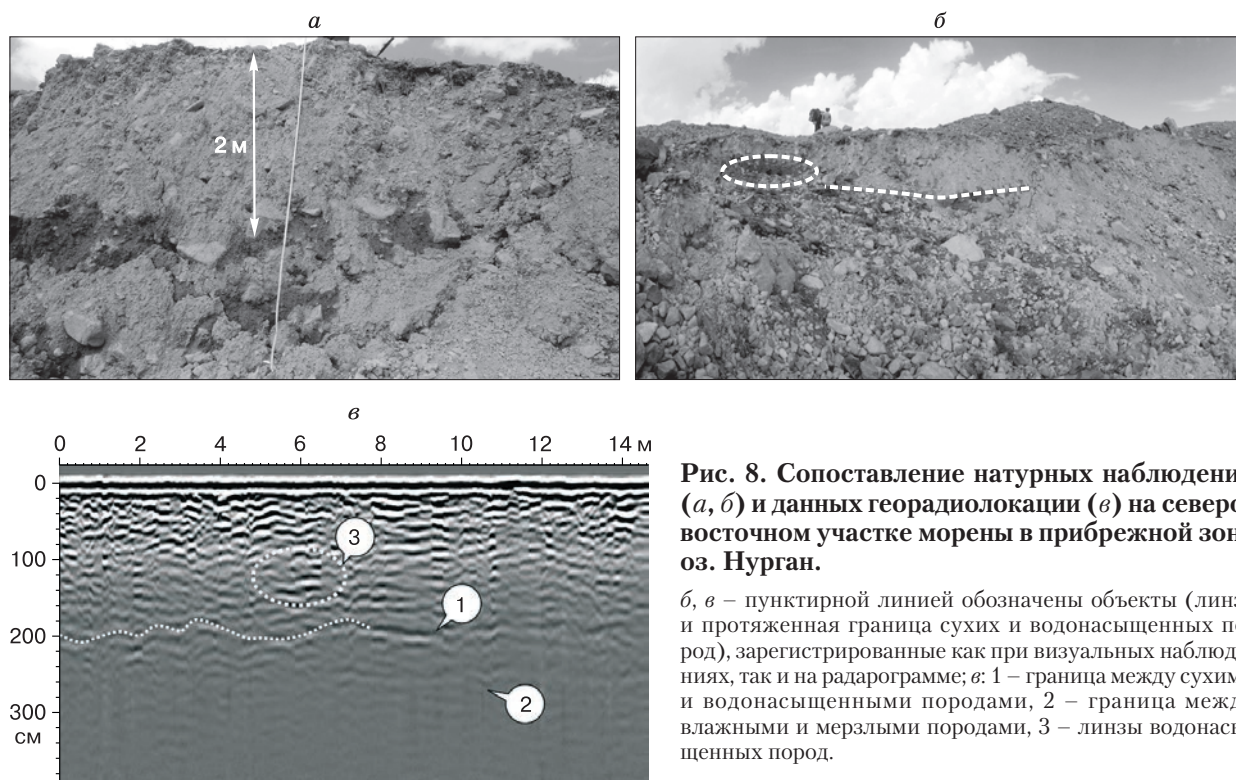 а
б
2 м
в
0 2 4 6 8 10 12 14 м
0
100
200
300
см
3
1
2
Рис. 8. Сопоставление натурных наблюдени
(а, б) и данных георадиолокации (в) на северо
восточном участке морены в прибрежной зон
оз. Нурган.
б, в – пунктирной линией обозначены объекты (линз
и протяженная граница сухих и водонасыщенных по
род), зарегистрированные как при визуальных наблюд
ниях, так и на радарограмме; в: 1 – граница между сухим
и водонасыщенными породами, 2 – граница межд
влажными и мерзлыми породами, 3 – линзы водонас
щенных пород.